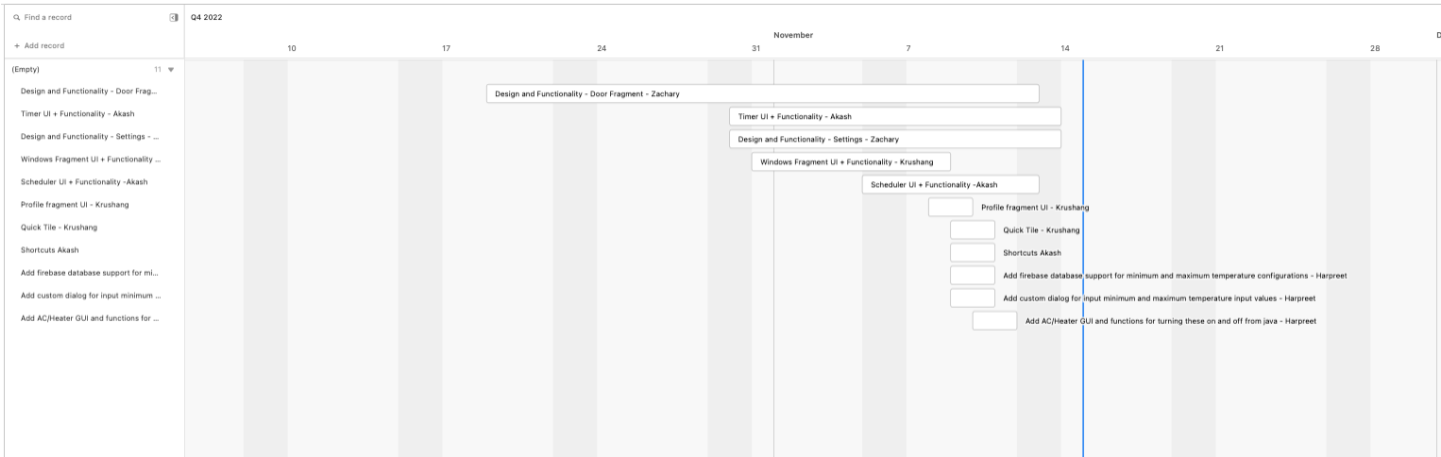 Find a record
Q4 2022
+ Add record
November
D
10 17 24 31 7 14 21 28
(Empty) 11
Design and Functionality - Door Frag...
Design and Functionality - Door Fragment - Zachary
Timer UI + Functionality - Akash
Timer UI + Functionality - Akash
Design and Functionality - Settings - ...
Design and Functionality - Settings - Zachary
Windows Fragment UI + Functionality ...
Windows Fragment UI + Functionality - Krushang
Scheduler UI + Functionality -Akash
Scheduler UI + Functionality -Akash
Profile fragment UI - Krushang
Profile fragment UI - Krushang
Quick Tile - Krushang
Quick Tile - Krushang
Shortcuts Akash
Shortcuts Akash
Add firebase database support for mi...
Add firebase database support for minimum and maximum temperature configurations - Harpreet
Add custom dialog for input minimum ...
Add custom dialog for input minimum and maximum temperature input values - Harpreet
Add AC/Heater GUI and functions for ...
Add AC/Heater GUI and functions for turning these on and off from java - Harpreet